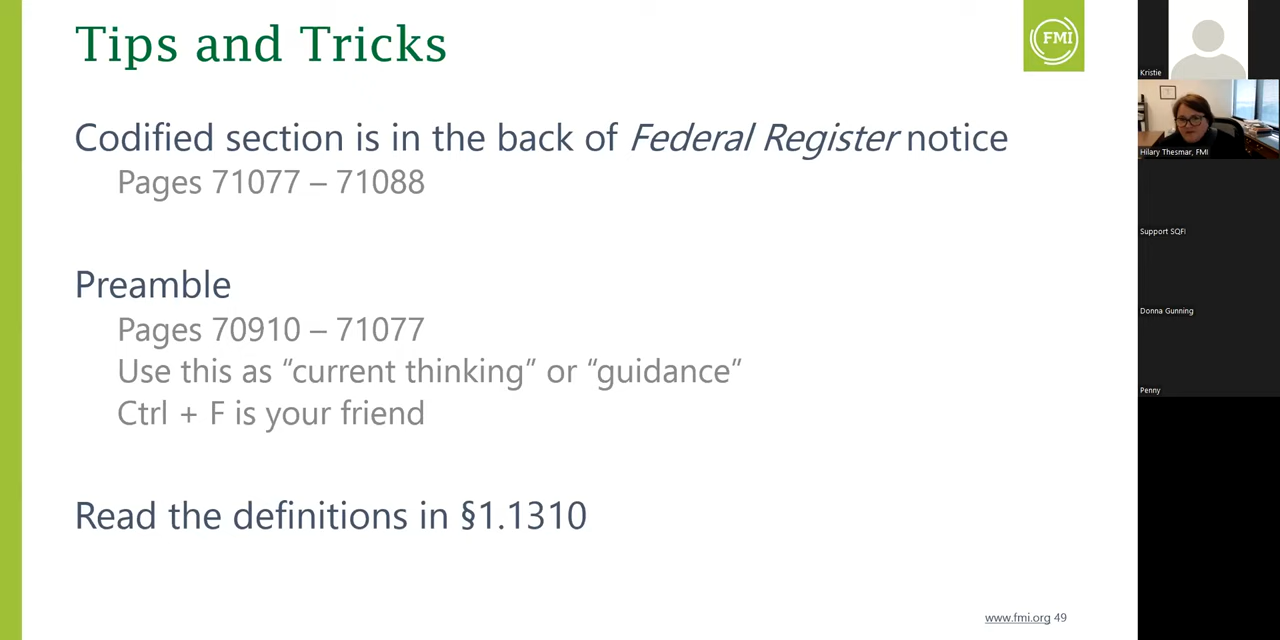 Tips and Tricks
FMI
Codified section is in the back of Federal Register notice
Pages 71077 – 71088
Preamble
Pages 70910 – 71077
Use this as “current thinking” or “guidance”
Ctrl + F is your friend
Read the definitions in §1.1310
www.fmi.org 49
Kristie
Hilary Thesmar, FMI
Support SQFI
Donna Gunning
Penny